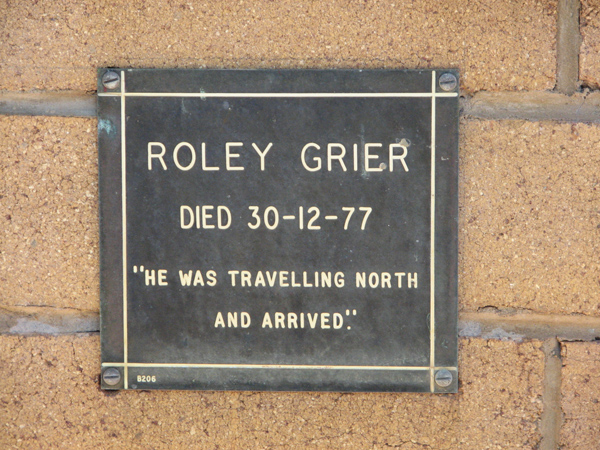 ROLEY GRIER
DIED 30-12-77
"HE WAS TRAVELLING NORTH
AND ARRIVED."
B206